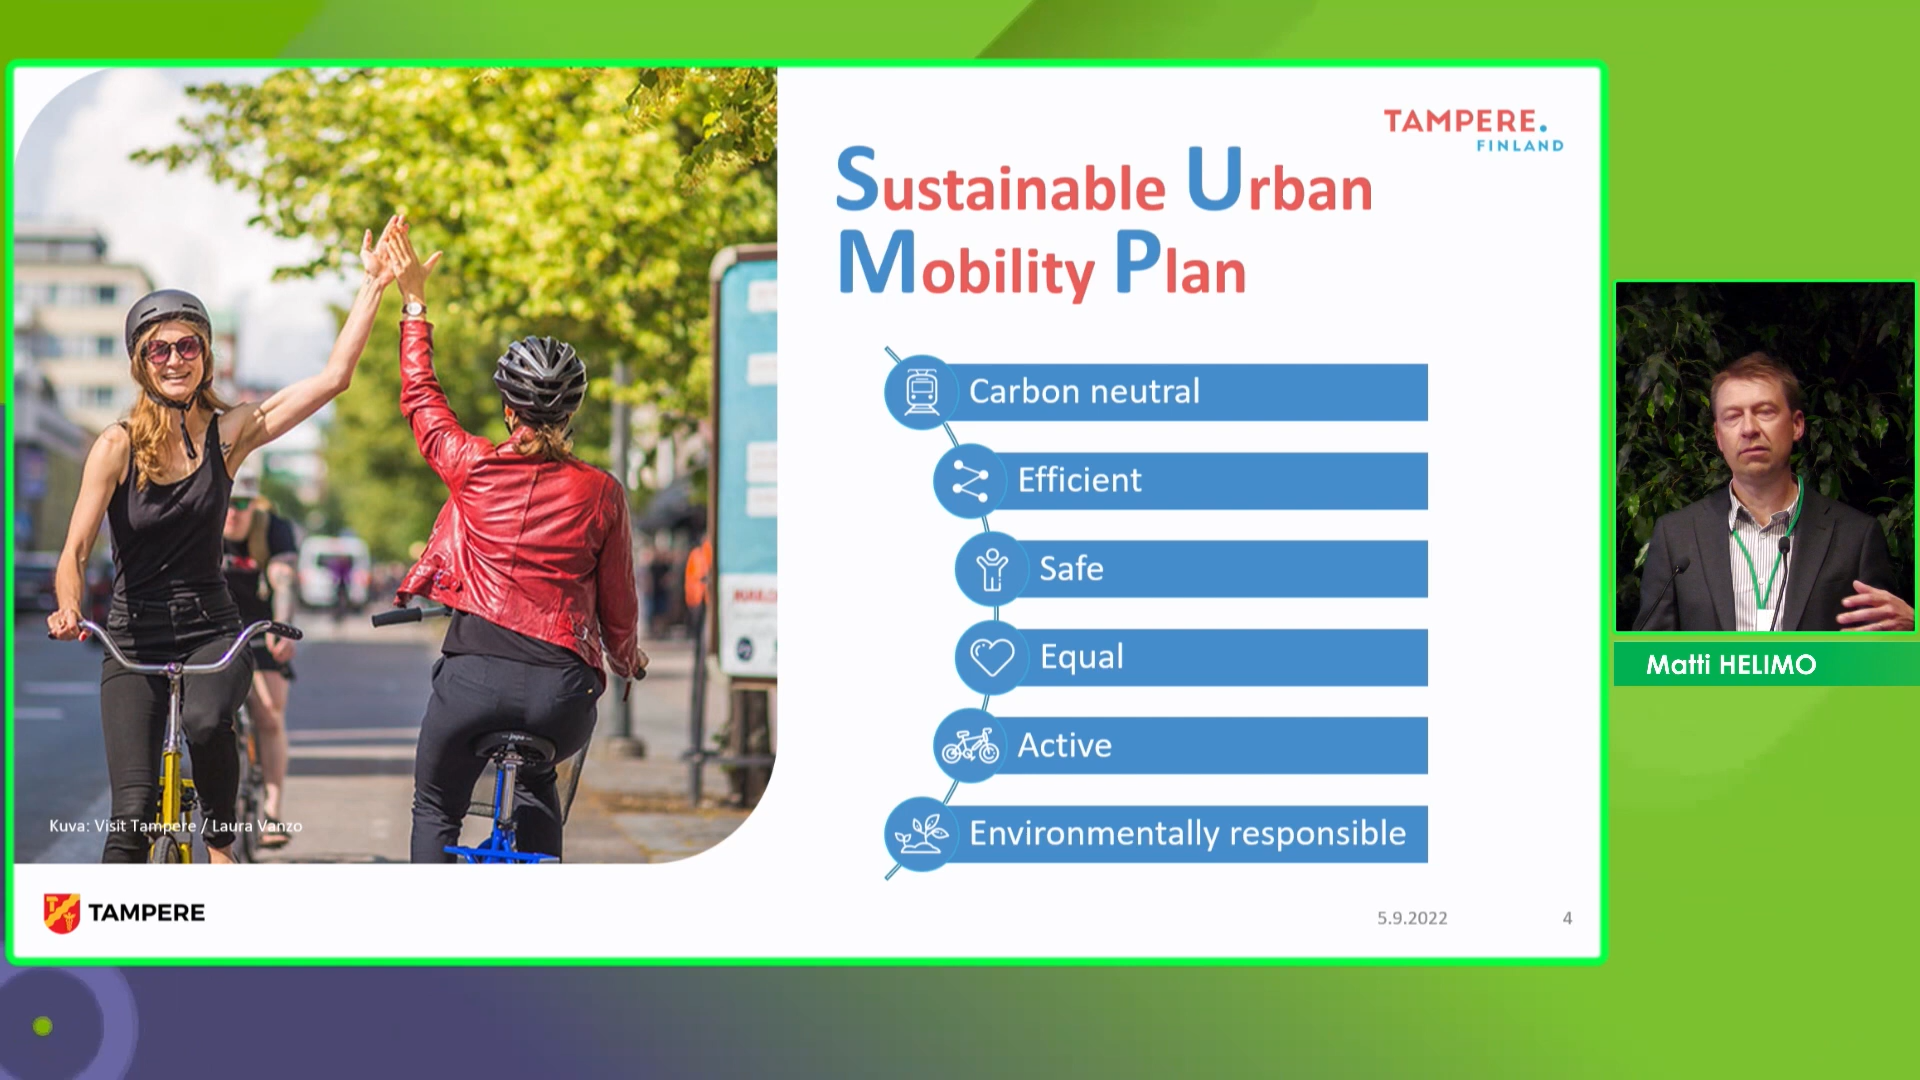 TAMPERE.
FINLAND
Sustainable Urban
Mobility Plan
Carbon neutral
Efficient
Safe
Equal
Active
Environmentally responsible
Kuva: Visit Tampere / Laura Vanzo
TAMPERE
5.9.2022
4
Matti HELIMO